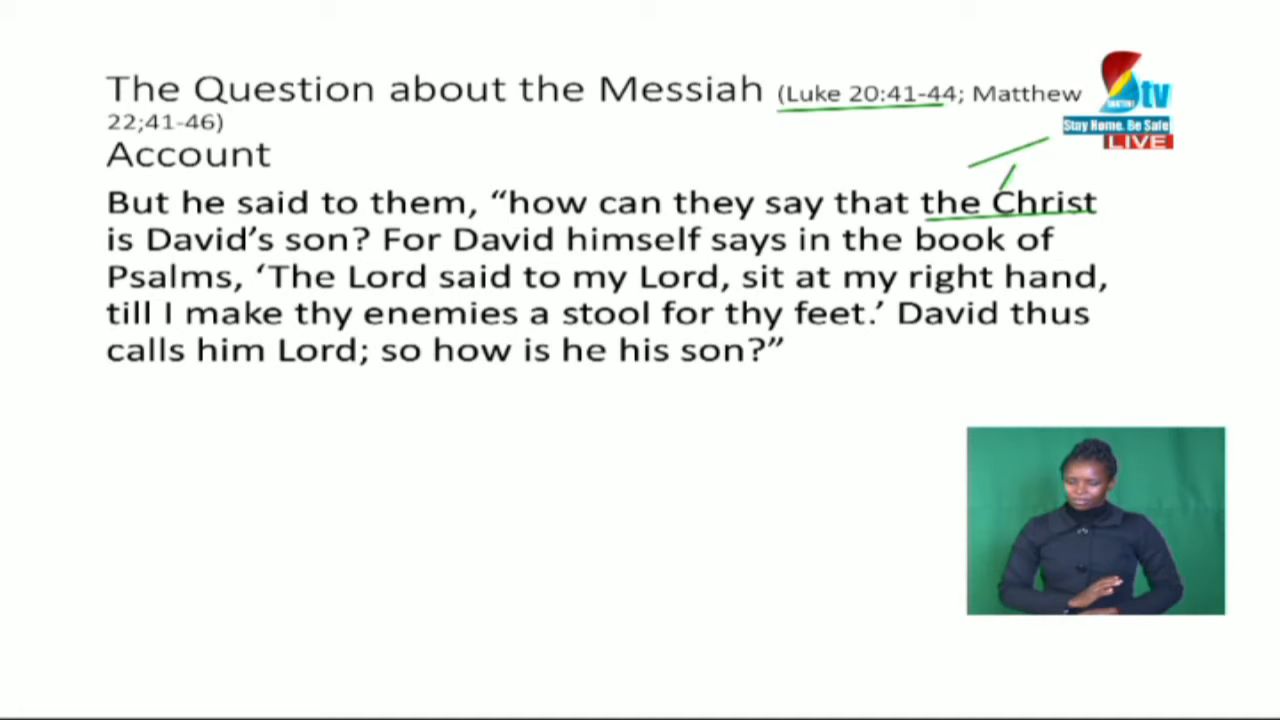 The Question about the Messiah (Luke 20:41-44; Matthew
22;41-46)
Account
But he said to them, “how can they say that the Christ
is David’s son? For David himself says in the book of
Psalms, ‘The Lord said to my Lord, sit at my right hand,
till I make thy enemies a stool for thy feet.’ David thus
calls him Lord; so how is he his son?”
tv
Stay Home. Be Safe
LIVE